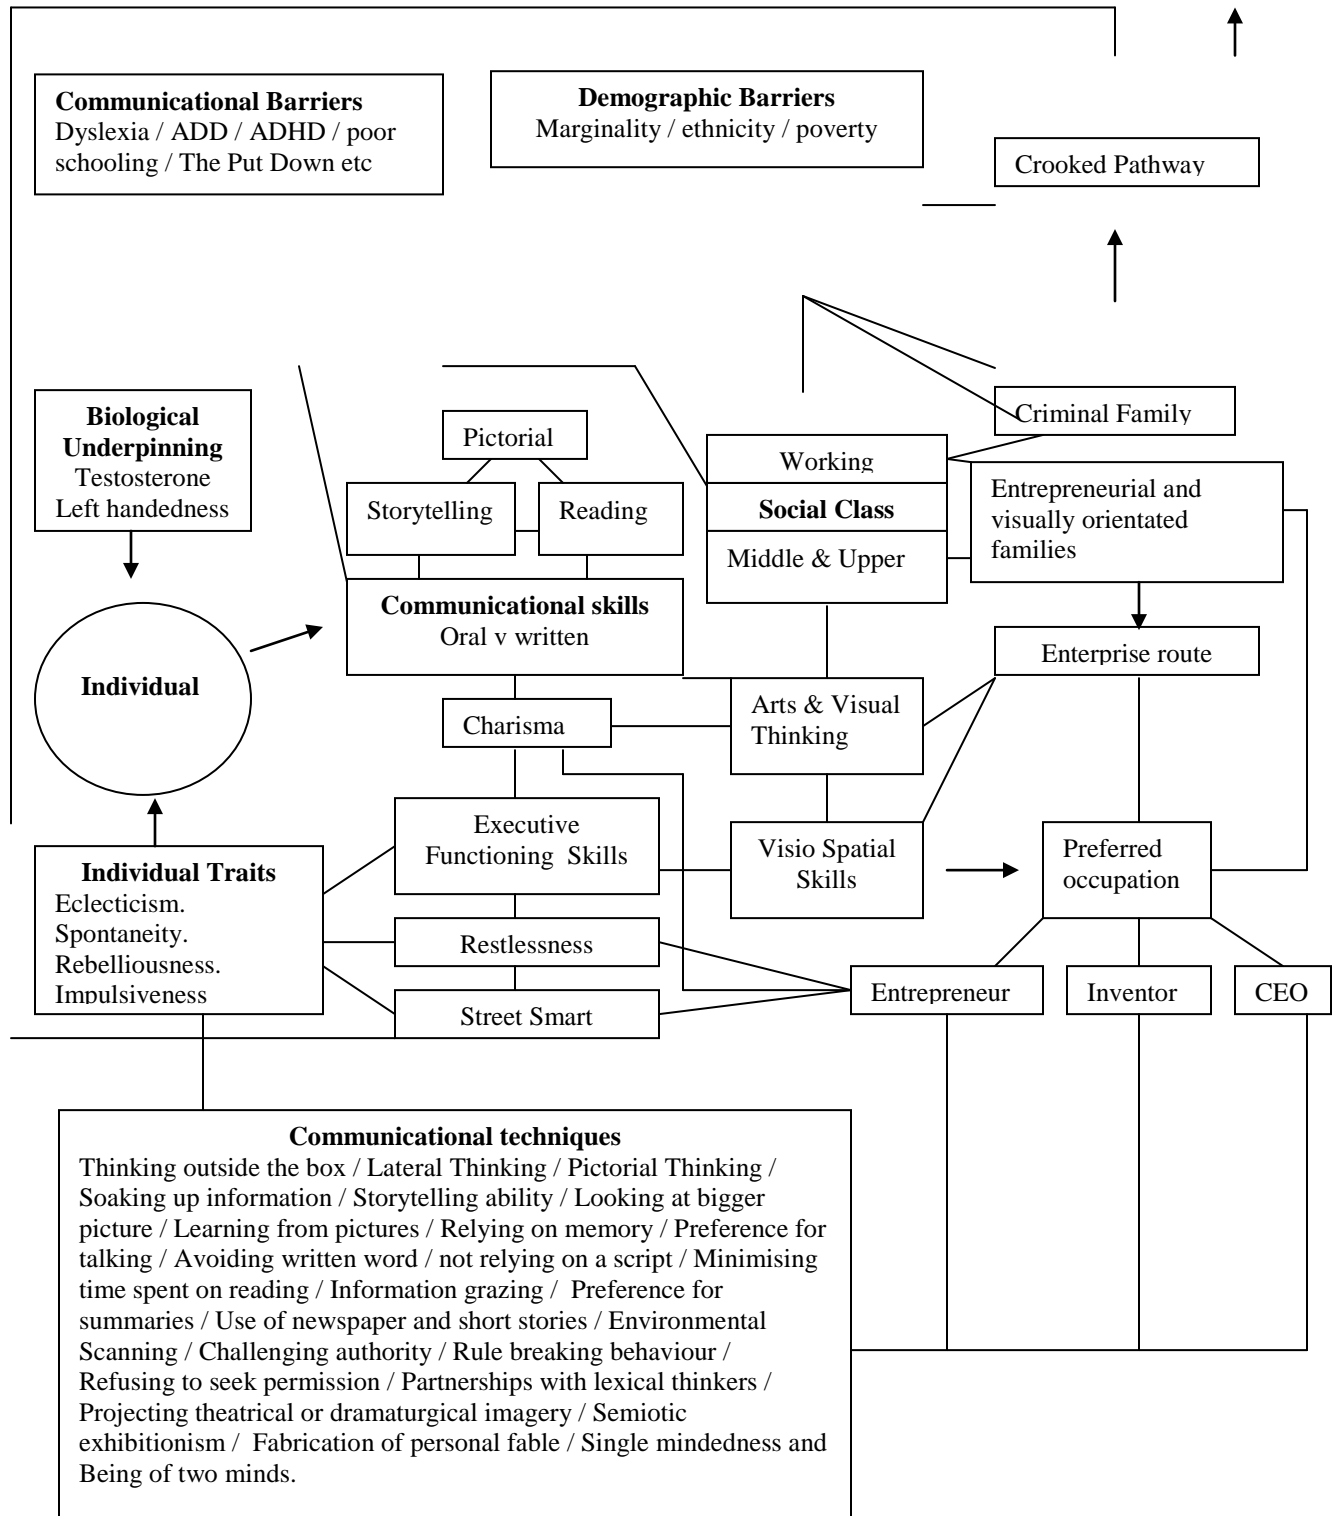 Communicational Barriers
Dyslexia / ADD / ADHD / poor
schooling / The Put Down etc
Demographic Barriers
Marginality / ethnicity / poverty
Crooked Pathway
Criminal Family
Biological
Underpinning
Testosterone
Left handedness
Pictorial
Storytelling
Reading
Working
Social Class
Middle & Upper
Entrepreneurial and
visually orientated
families
Communicational skills
Oral v written
Enterprise route
Individual
Charisma
Arts & Visual
Thinking
Executive
Functioning Skills
Visio Spatial
Skills
Preferred
occupation
Individual Traits
Eclecticism.
Spontaneity.
Rebelliousness.
Impulsiveness
Restlessness
Street Smart
Entrepreneur
Inventor
CEO
Communicational techniques
Thinking outside the box / Lateral Thinking / Pictorial Thinking /
Soaking up information / Storytelling ability / Looking at bigger
picture / Learning from pictures / Relying on memory / Preference for
talking / Avoiding written word / not relying on a script / Minimising
time spent on reading / Information grazing / Preference for
summaries / Use of newspaper and short stories / Environmental
Scanning / Challenging authority / Rule breaking behaviour /
Refusing to seek permission / Partnerships with lexical thinkers /
Projecting theatrical or dramaturgical imagery / Semiotic
exhibitionism / Fabrication of personal fable / Single mindedness and
Being of two minds.